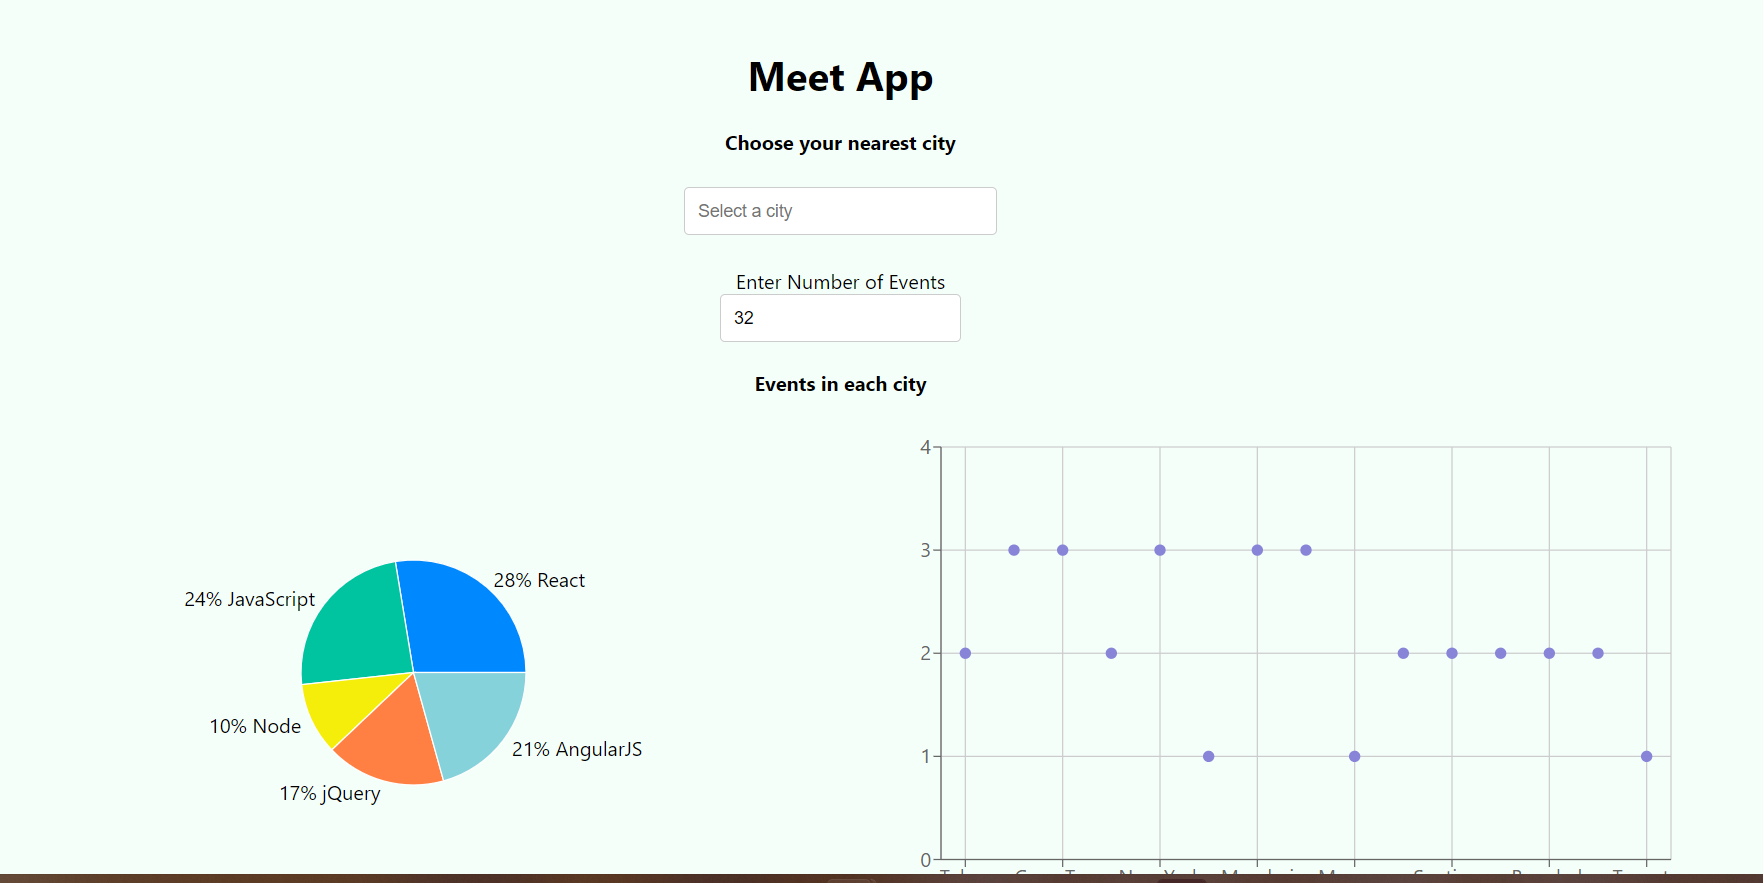 Meet App
Choose your nearest city
Select a city
Enter Number of Events
32
Events in each city
28% React
24% JavaScript
10% Node
17% jQuery
21% AngularJS
4
3
2
1
0